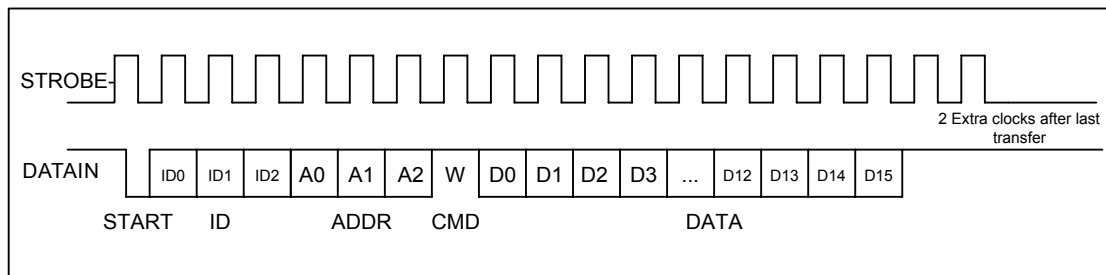 STROBE
2 Extra clocks after last
transfer
DATAIN ID0 ID1 ID2 A0 A1 A2 W D0 D1 D2 D3 ... D12 D13 D14 D15
START ID ADDR CMD DATA